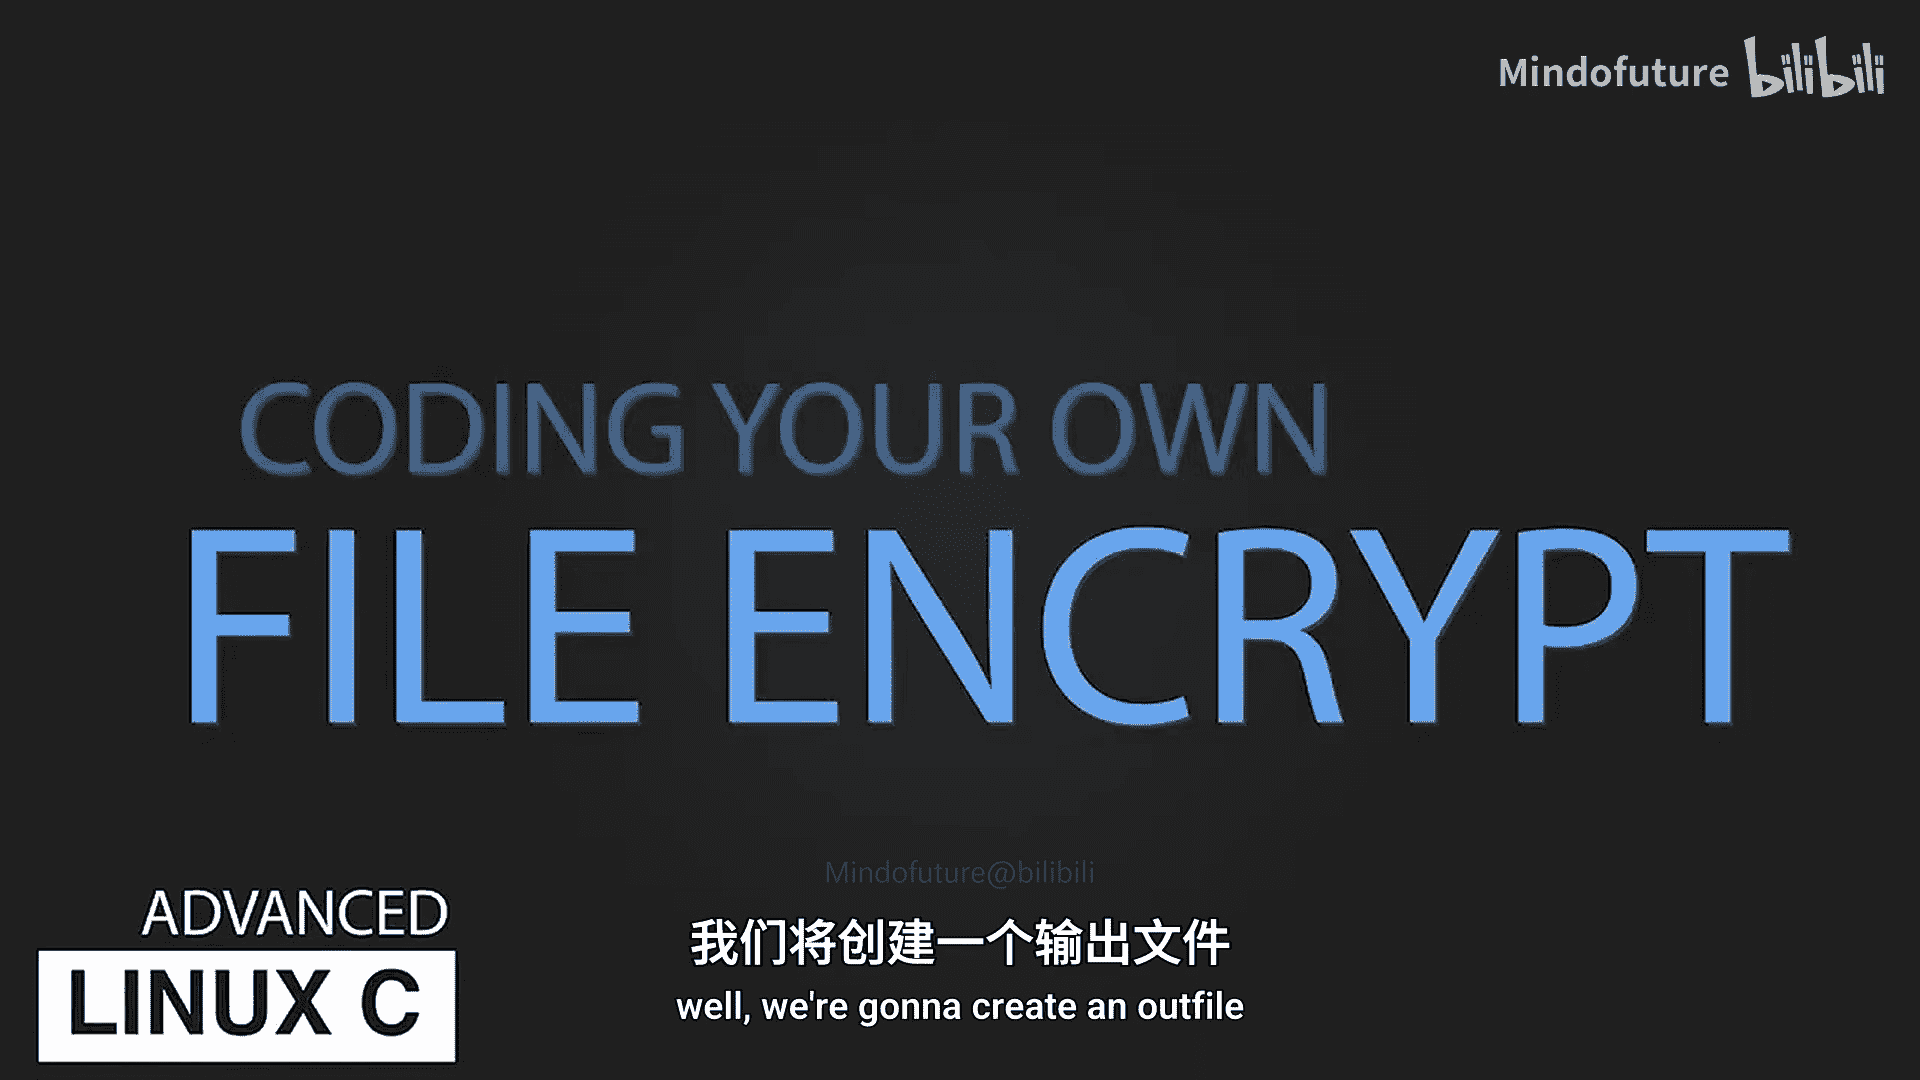 Mindofuture bilibili
CODING YOUR OWN
FILE ENCRYPT
Mindofuture@bilibili
ADVANCED
LINUX C
我们将创建一个输出文件
well, we're gonna create an outfile